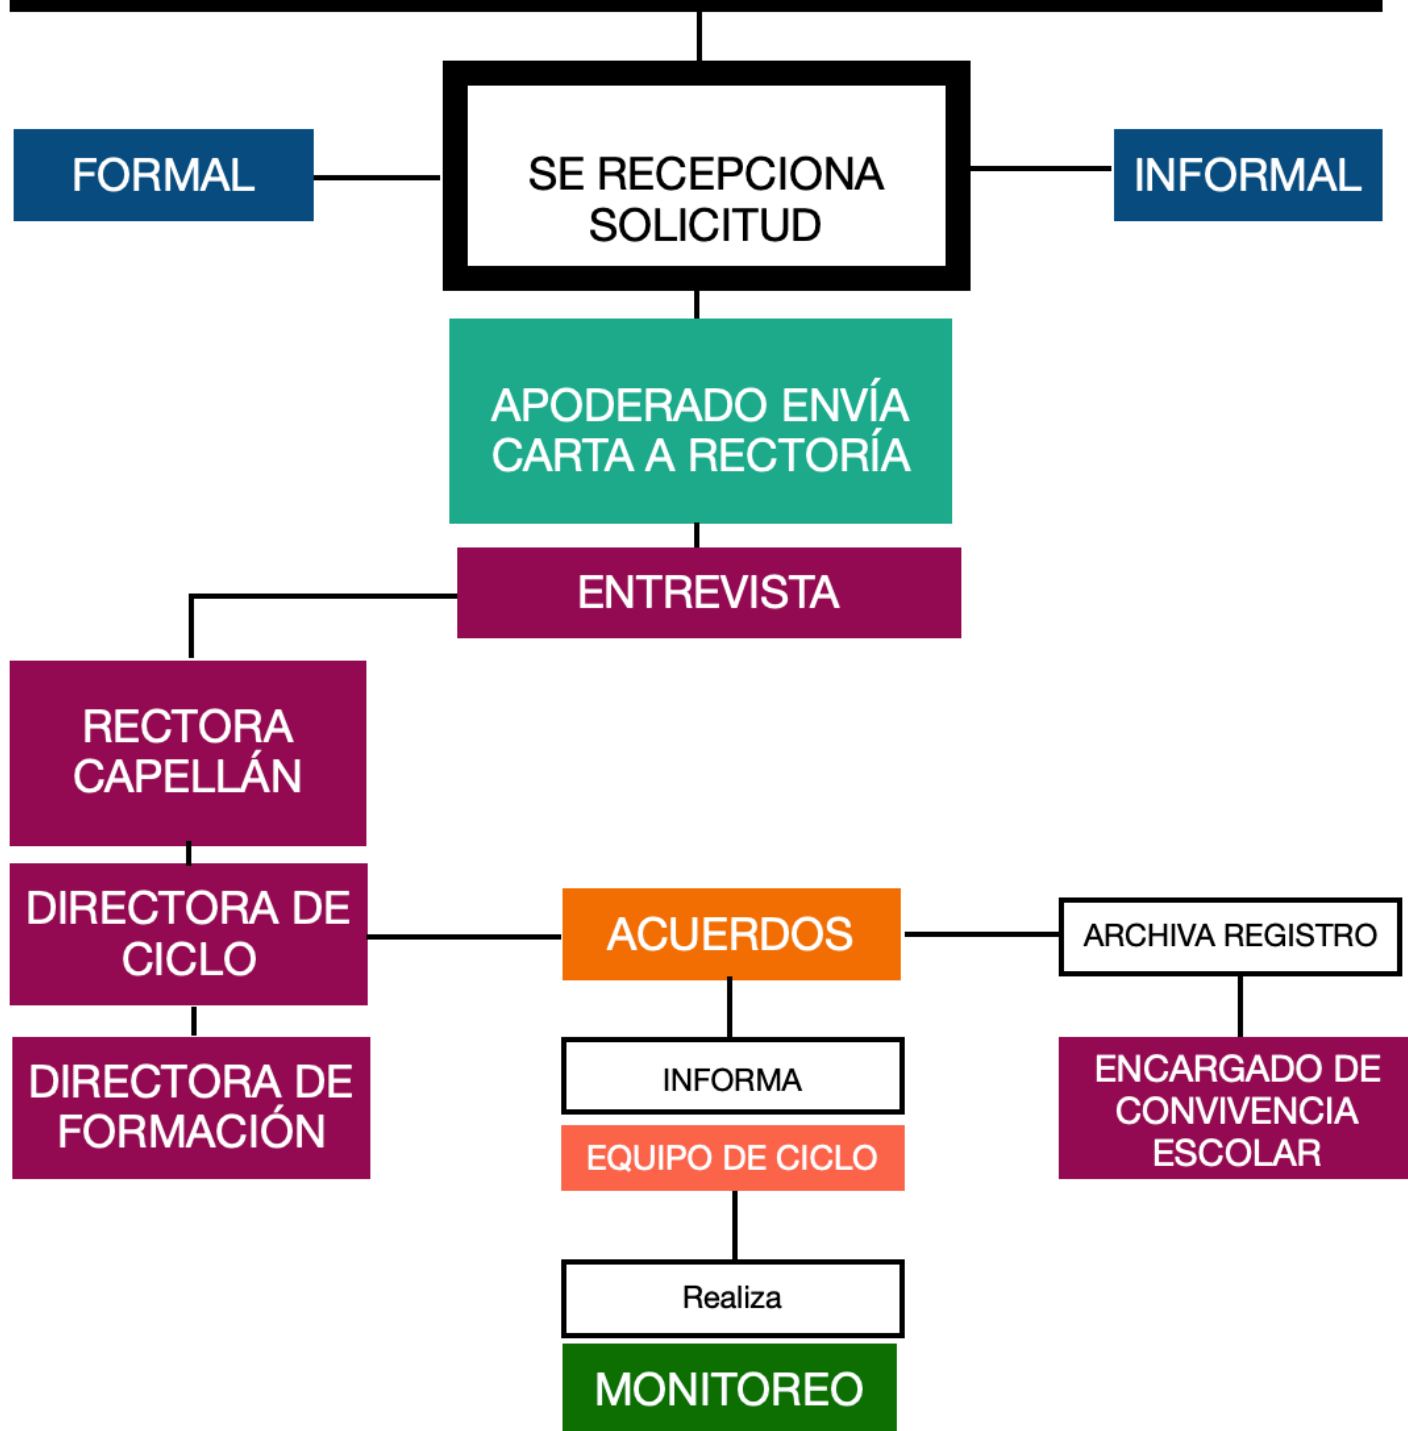 FORMAL
SE RECEPCIONA
SOLICITUD
INFORMAL
APODERADO ENVÍA
CARTA A RECTORÍA
ENTREVISTA
RECTORA
CAPELLÁN
DIRECTORA DE
CICLO
ACUERDOS
ARCHIVA REGISTRO
DIRECTORA DE
FORMACIÓN
INFORMA
EQUIPO DE CICLO
ENCARGADO DE
CONVIVENCIA
ESCOLAR
Realiza
MONITOREO